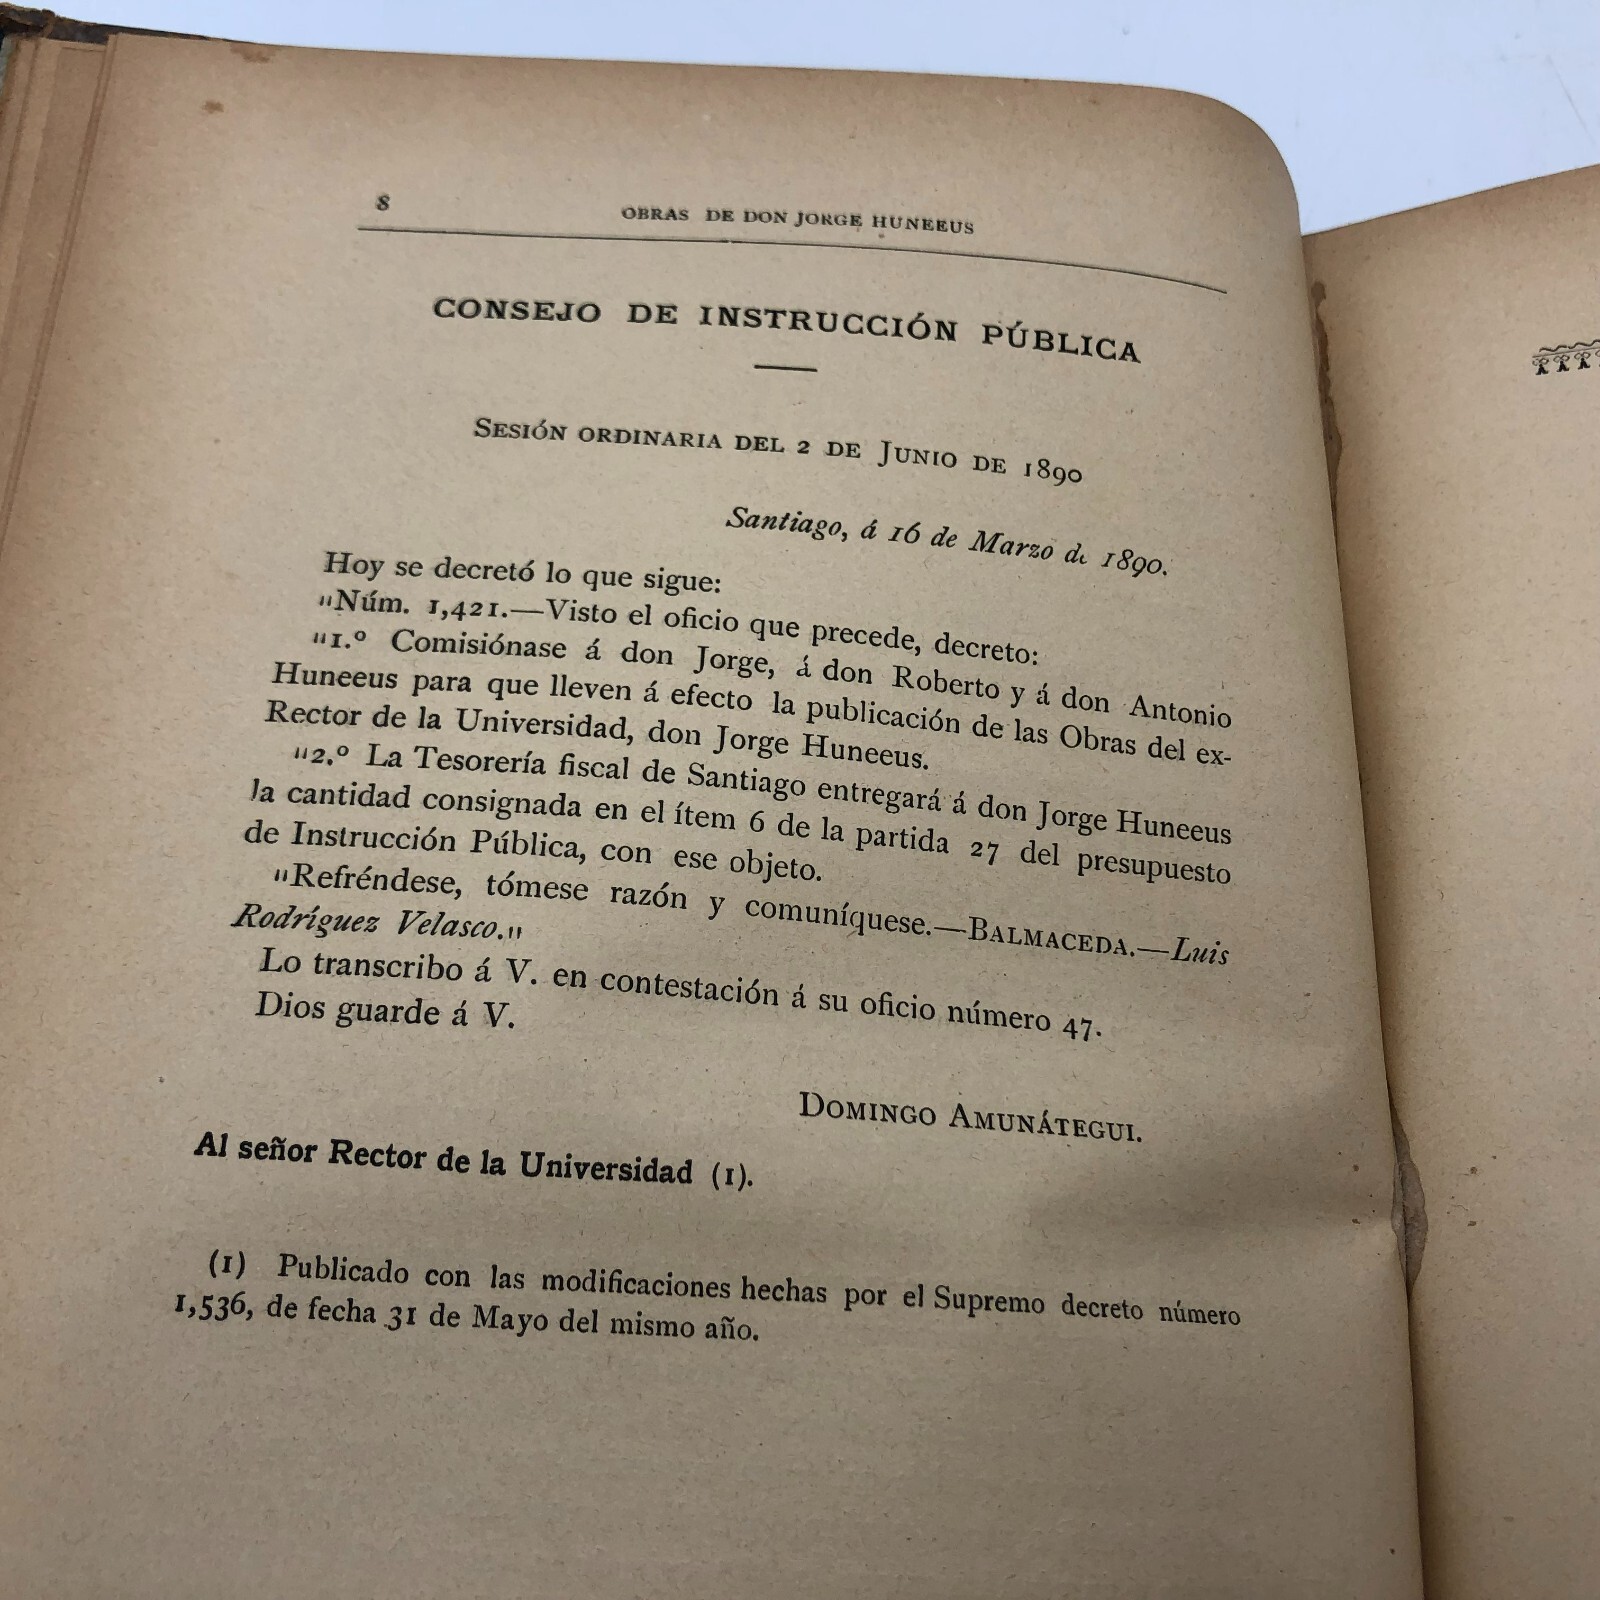 8
OBRAS DE DON JORGE HUNEEUS
CONSEJO DE INSTRUCCIÓN PÚBLICA
SESIÓN ORDINARIA DEL 2 DE JUNIO DE 1890
Santiago, á 16 de Marzo de 1890.
Hoy se decretó lo que sigue:
"Núm. 1,421.—Visto el oficio que precede, decreto:
"1.º Comisiónase á don Jorge, á don Roberto y á don Antonio
Huneeus para que lleven á efecto la publicación de las Obras del ex-
Rector de la Universidad, don Jorge Huneeus.
"2.º La Tesorería fiscal de Santiago entregará á don Jorge Huneeus
la cantidad consignada en el ítem 6 de la partida 27 del presupuesto
de Instrucción Pública, con ese objeto.
"Refréndese, tómese razón y comuníquese.—BALMACEDA.—Luis
Rodríguez Velasco."
Lo transcribo á V. en contestación á su oficio número 47.
Dios guarde á V.
DOMINGO AMUNÁTEGUI.
Al señor Rector de la Universidad (1).
(1) Publicado con las modificaciones hechas por el Supremo decreto número
1,536, de fecha 31 de Mayo del mismo año.